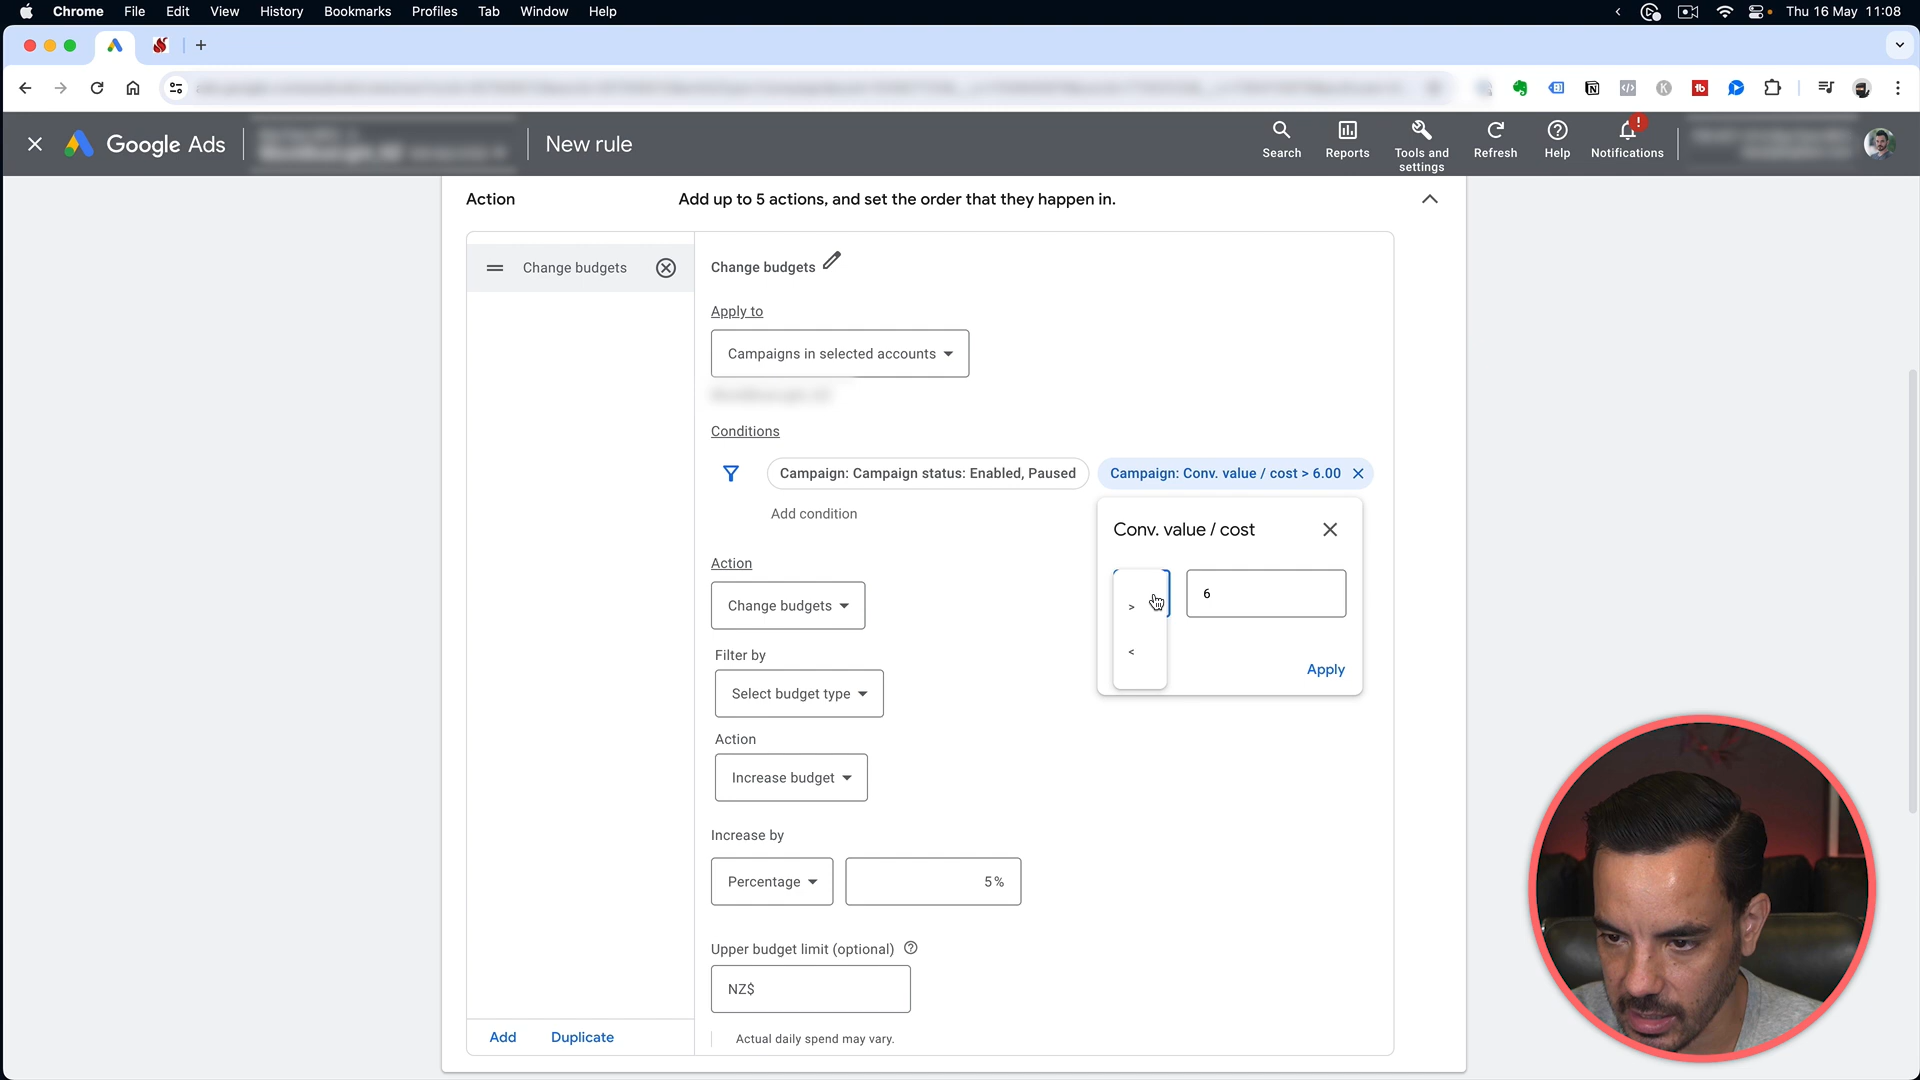 Chrome File Edit View History Bookmarks Profiles Tab Window Help Thu 16 May 11:08
Google Ads New rule Search Reports Tools and settings Refresh Help Notifications
Action Add up to 5 actions, and set the order that they happen in.
Change budgets
Change budgets
Apply to
Campaigns in selected accounts
Conditions
Campaign: Campaign status: Enabled, Paused
Campaign: Conv. value / cost > 6.00
Add condition
Conv. value / cost
>
<
6
Apply
Action
Change budgets
Filter by
Select budget type
Action
Increase budget
Increase by
Percentage
5%
Upper budget limit (optional)
NZ$
Actual daily spend may vary.
Add Duplicate